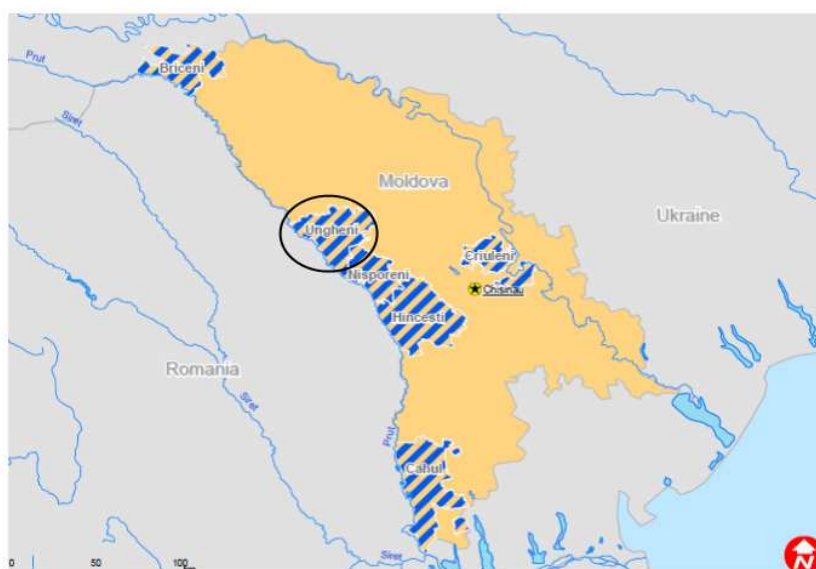 Prut
Briceni
Siret
Moldova
Ukraine
Ungheni
Criuleni
Nisporeni
Chisinau
Hincesti
Romania
Siret
Prut
Cahul
Siret
0 50 100
N